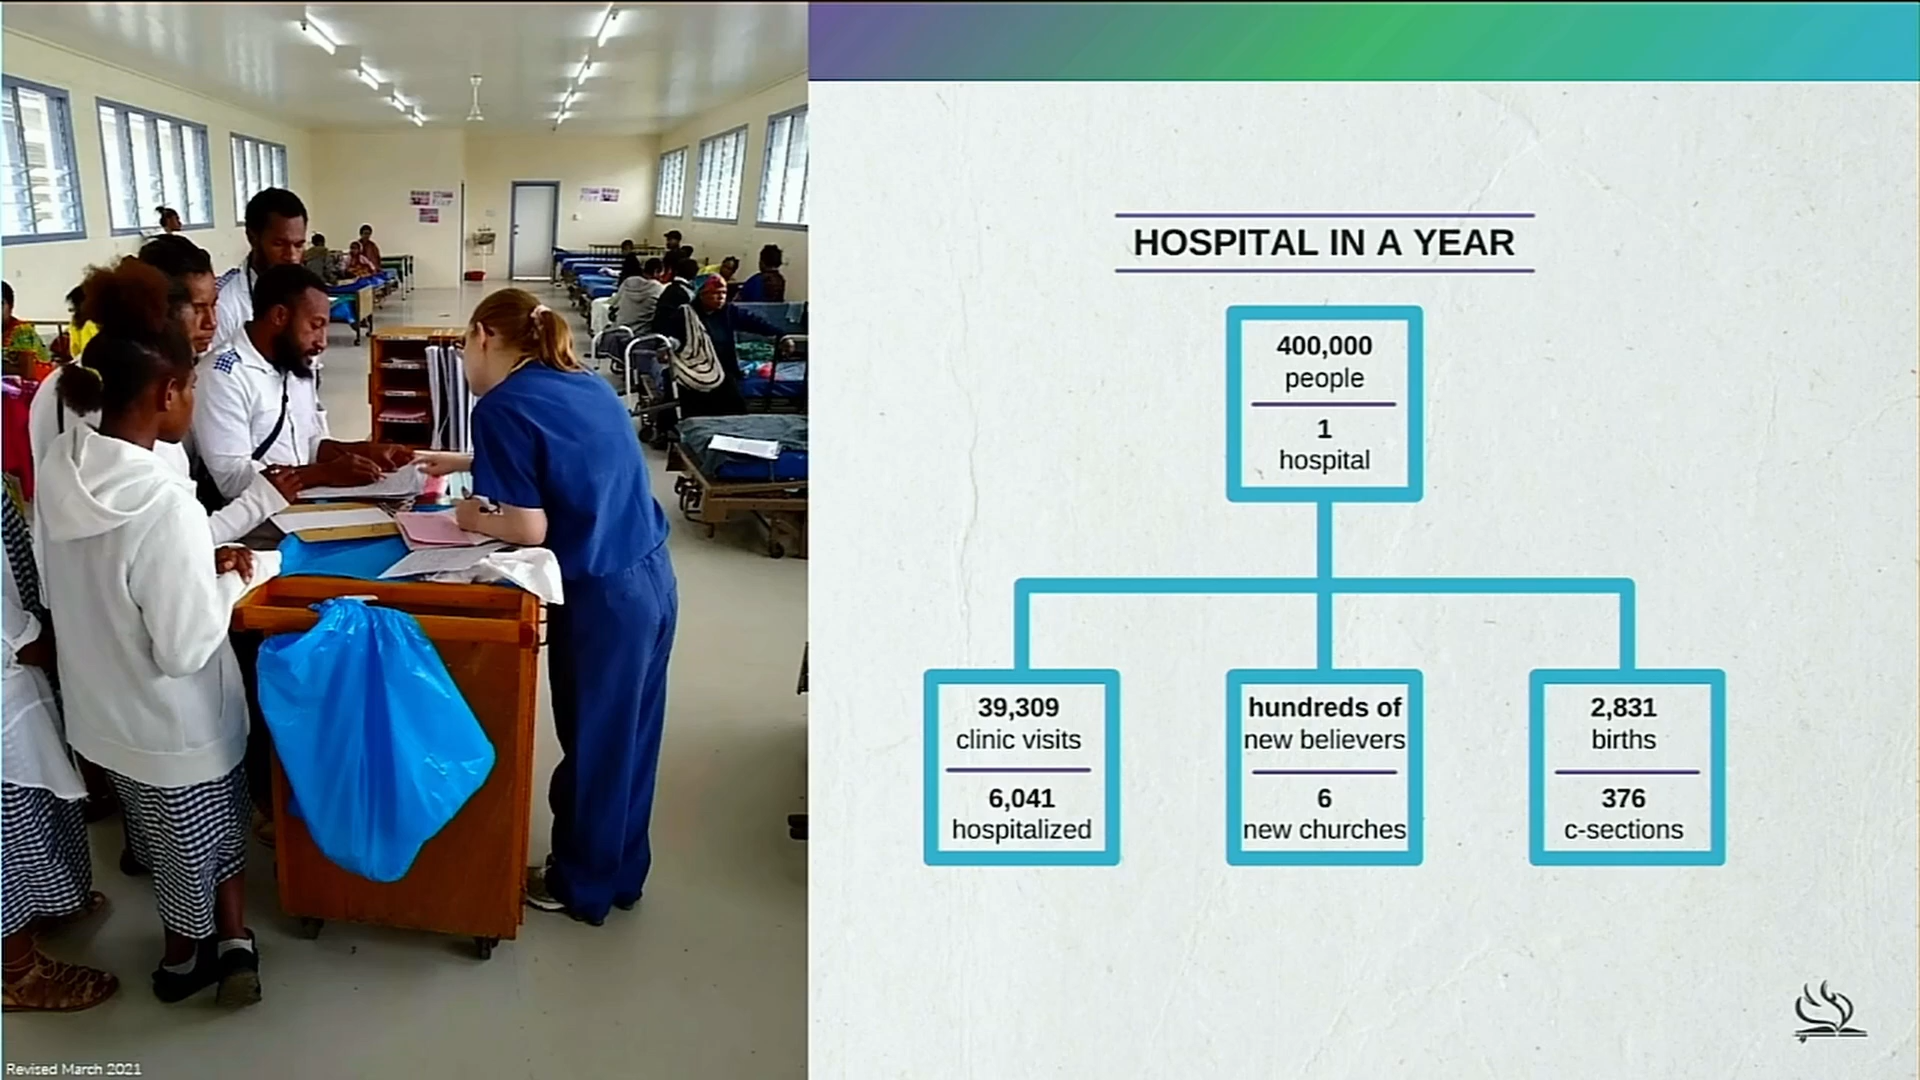 HOSPITAL IN A YEAR
400,000
people
1
hospital
39,309
clinic visits
6,041
hospitalized
hundreds of
new believers
6
new churches
2,831
births
376
c-sections
Revised March 2021